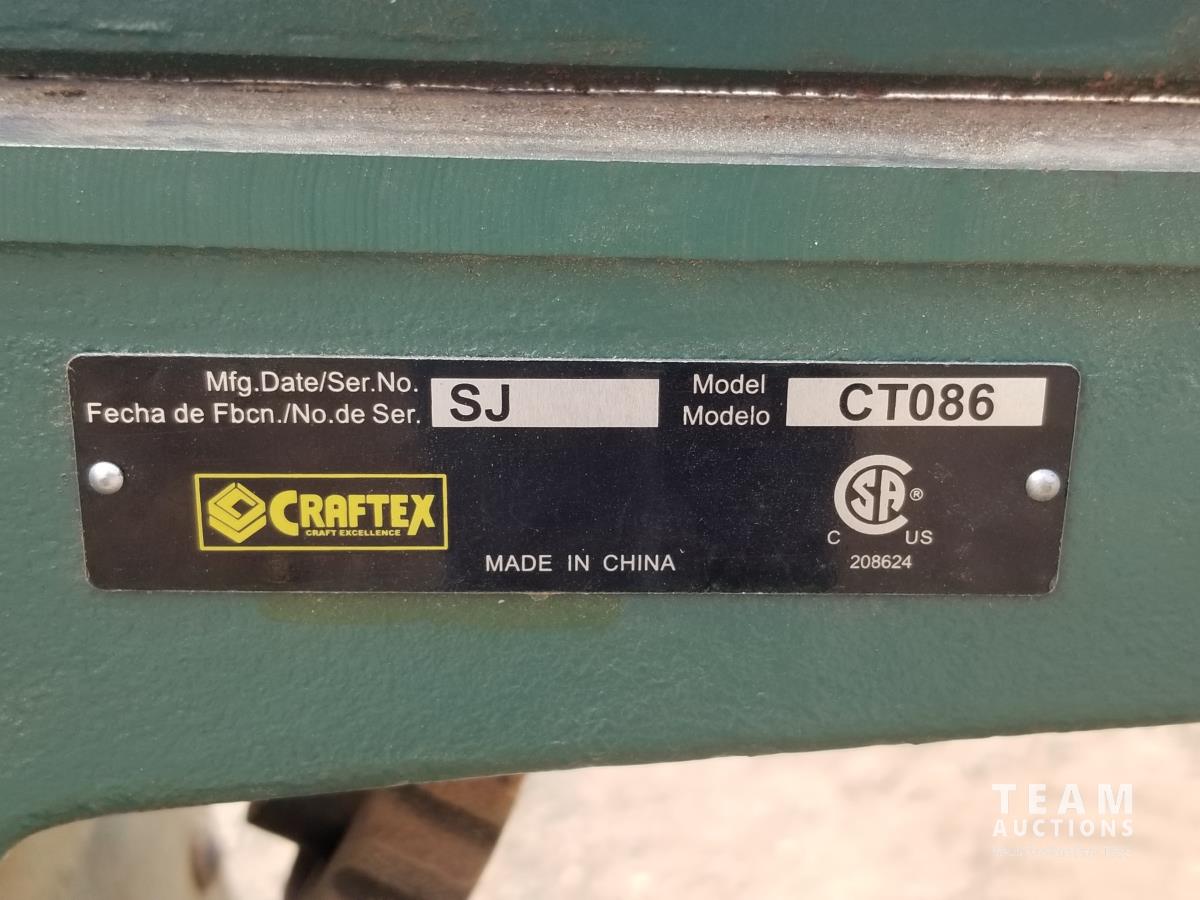 Mfg.Date/Ser.No.
Fecha de Fbcn./No.de Ser.
SJ
Model
Modelo
CT086
CRAFTEX
CRAFT EXCELLENCE
MADE IN CHINA
CSA®
C US
208624
TEAM
AUCTIONS